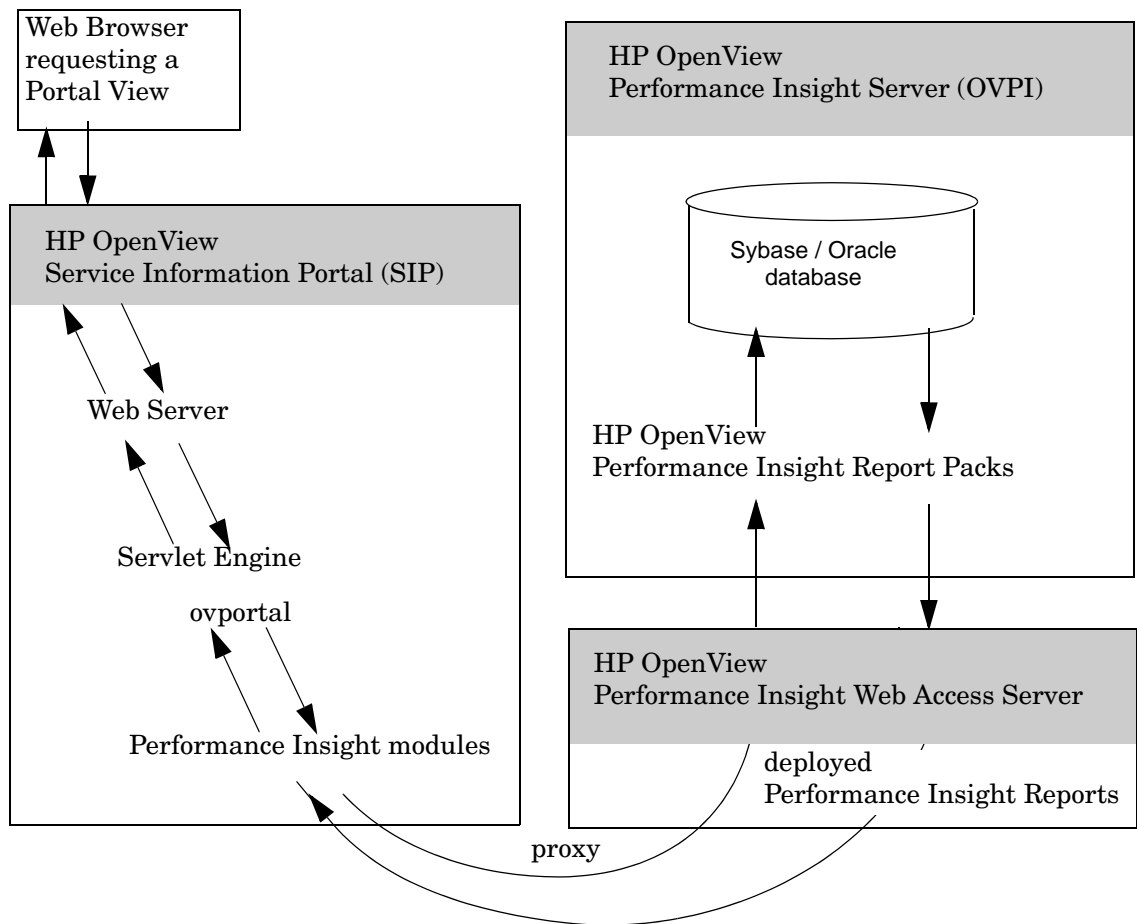 Web Browser
requesting a
Portal View
HP OpenView
Service Information Portal (SIP)
Web Server
Servlet Engine
ovportal
Performance Insight modules
proxy
HP OpenView
Performance Insight Server (OVPI)
Sybase / Oracle
database
HP OpenView
Performance Insight Report Packs
HP OpenView
Performance Insight Web Access Server
deployed
Performance Insight Reports